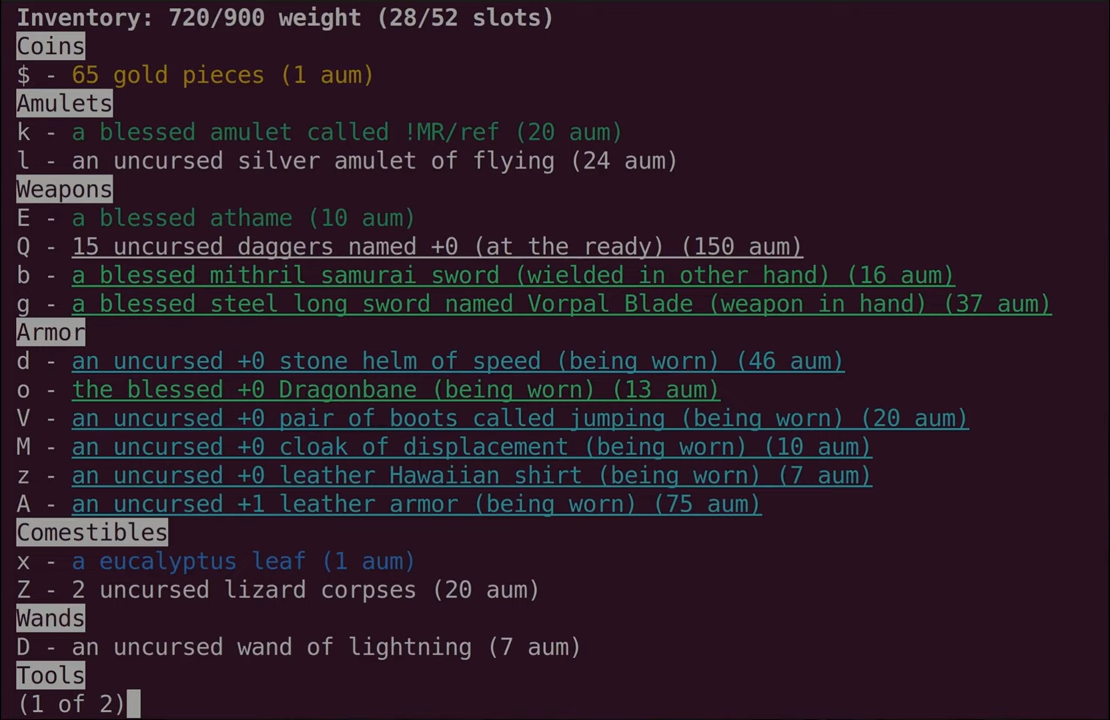 Inventory: 720/900 weight (28/52 slots)
Coins
$ - 65 gold pieces (1 aum)
Amulets
k - a blessed amulet called !MR/ref (20 aum)
l - an uncursed silver amulet of flying (24 aum)
Weapons
E - a blessed athame (10 aum)
Q - 15 uncursed daggers named +0 (at the ready) (150 aum)
b - a blessed mithril samurai sword (wielded in other hand) (16 aum)
g - a blessed steel long sword named Vorpal Blade (weapon in hand) (37 aum)
Armor
d - an uncursed +0 stone helm of speed (being worn) (46 aum)
o - the blessed +0 Dragonbane (being worn) (13 aum)
V - an uncursed +0 pair of boots called jumping (being worn) (20 aum)
M - an uncursed +0 cloak of displacement (being worn) (10 aum)
z - an uncursed +0 leather Hawaiian shirt (being worn) (7 aum)
A - an uncursed +1 leather armor (being worn) (75 aum)
Comestibles
x - a eucalyptus leaf (1 aum)
Z - 2 uncursed lizard corpses (20 aum)
Wands
D - an uncursed wand of lightning (7 aum)
Tools
(1 of 2)